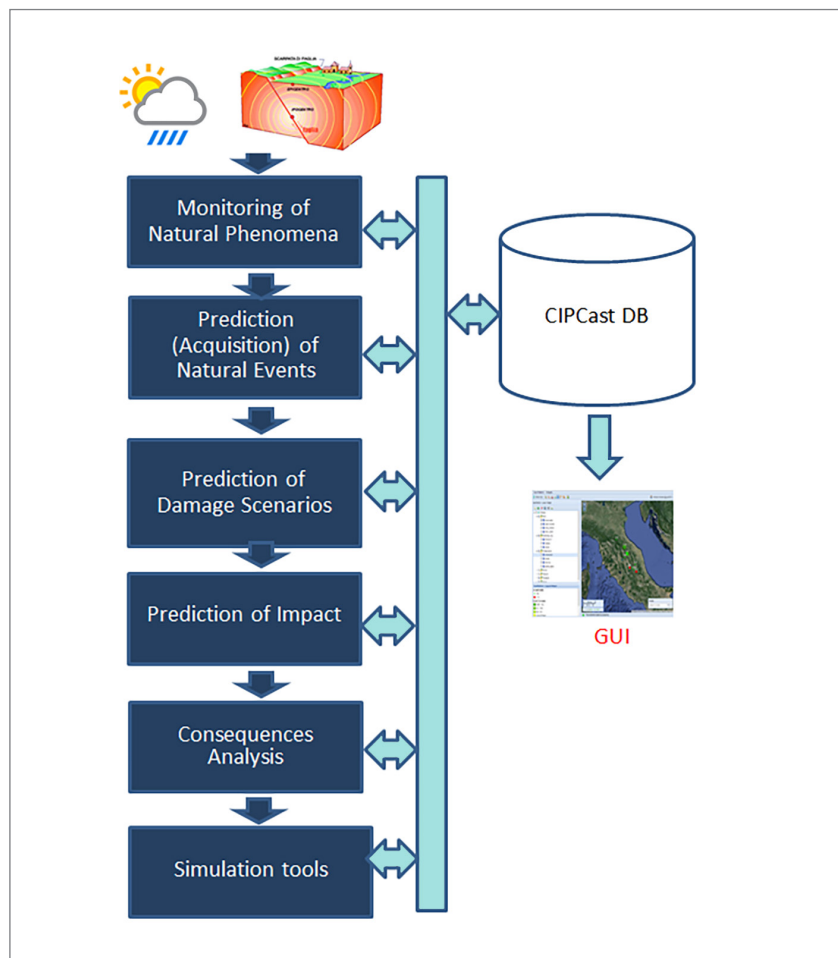 Monitoring of
Natural Phenomena
Prediction
(Acquisition) of
Natural Events
Prediction of
Damage Scenarios
Prediction of Impact
Consequences
Analysis
Simulation tools
CIPCast DB
GUI